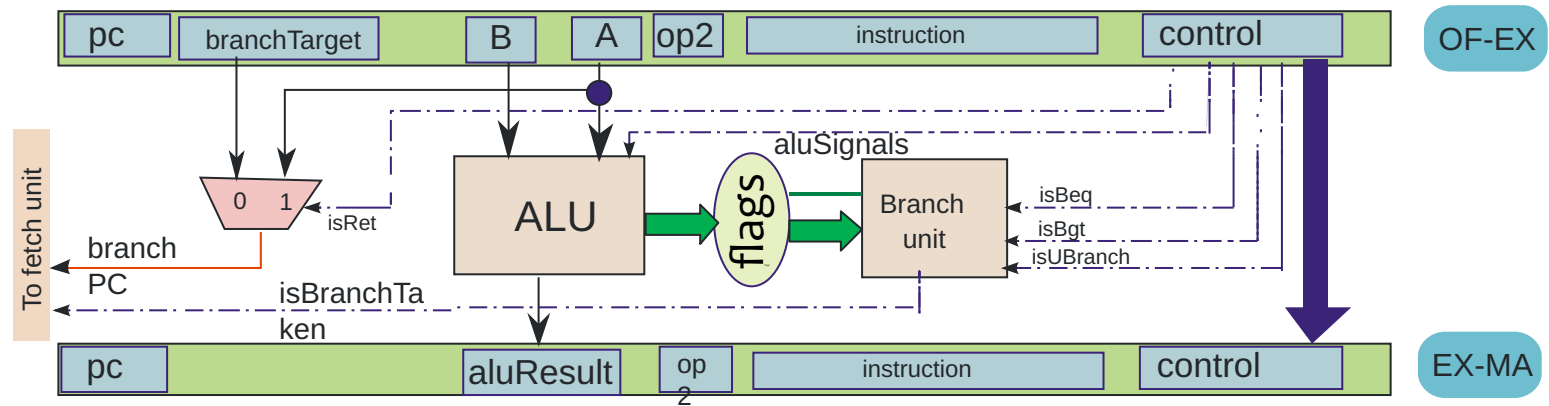 pc
branchTarget
B
A
op2
instruction
control
OF-EX
aluSignals
To fetch unit
0
1
isRet
ALU
flags
Branch
unit
isBeq
isBgt
isUBranch
branch
PC
isBranchTa
ken
pc
aluResult
op
2
instruction
control
EX-MA